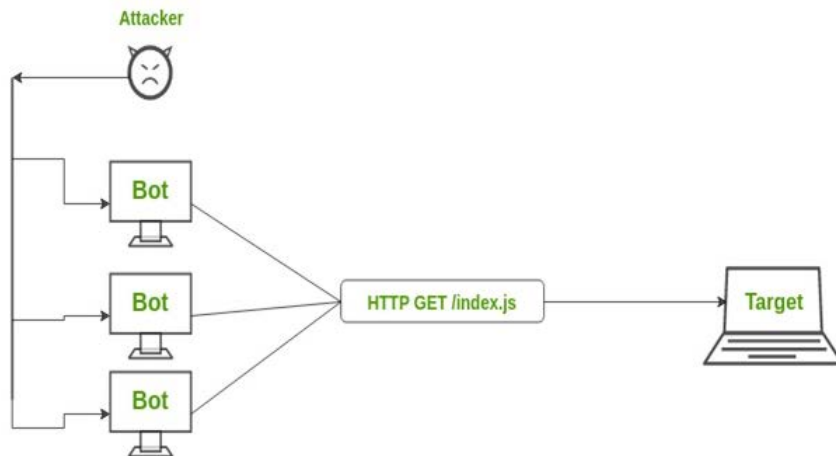 Attacker
Bot
Bot
HTTP GET /index.js
Target
Bot